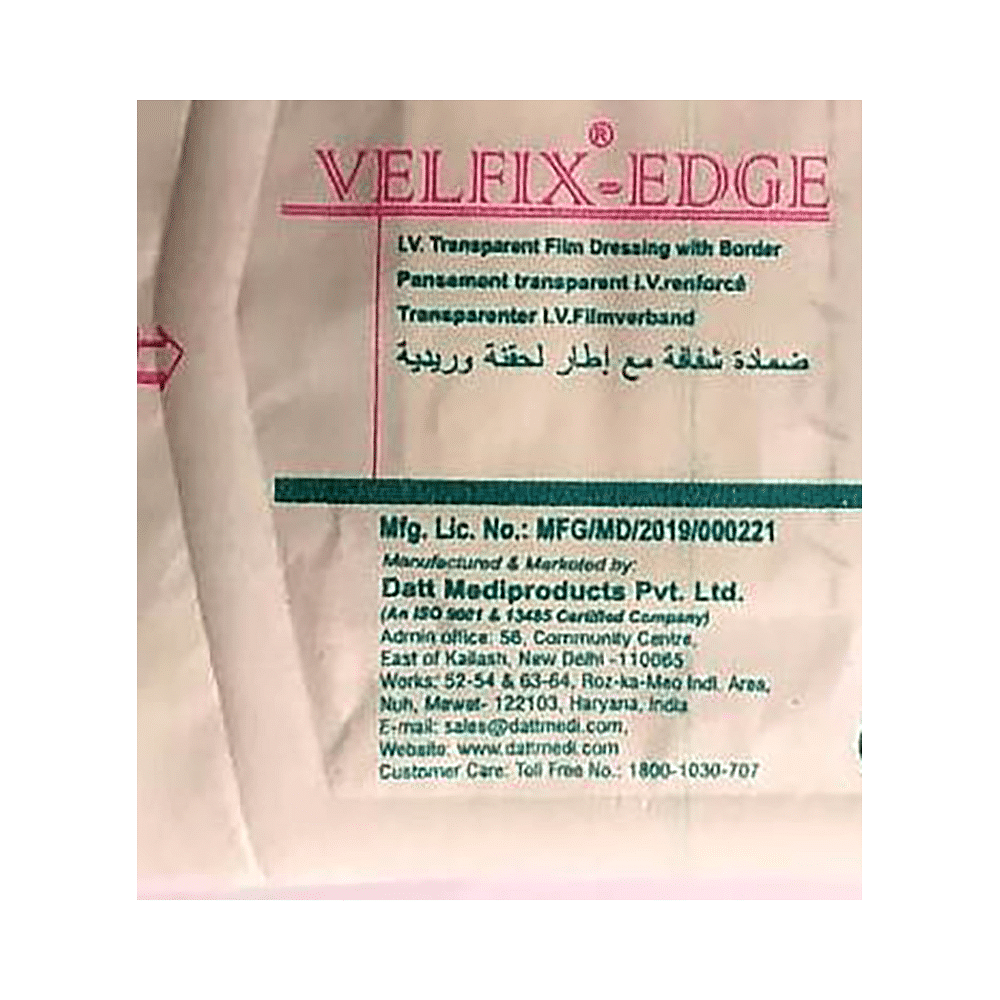 VELFIX®-EDGE
I.V. Transparent Film Dressing with Border
Pansement transparent I.V.renforcé
Transparenter I.V.Filmverband
ضمادة شفافة مع إطار لحقنة وريدية
Mfg. Lic. No.: MFG/MD/2019/000221
Manufactured & Marketed by:
Datt Mediproducts Pvt. Ltd.
(An ISO 9001 & 13485 Certified Company)
Admin office: 56, Community Centre,
East of Kailash, New Delhi -110065
Works: 52-54 & 63-64, Roz-ka-Meo Indl. Area,
Nuh, Mewat- 122103, Haryana, India
E-mail: sales@dattmedi.com,
Website: www.dattmedi.com
Customer Care: Toll Free No.: 1800-1030-707